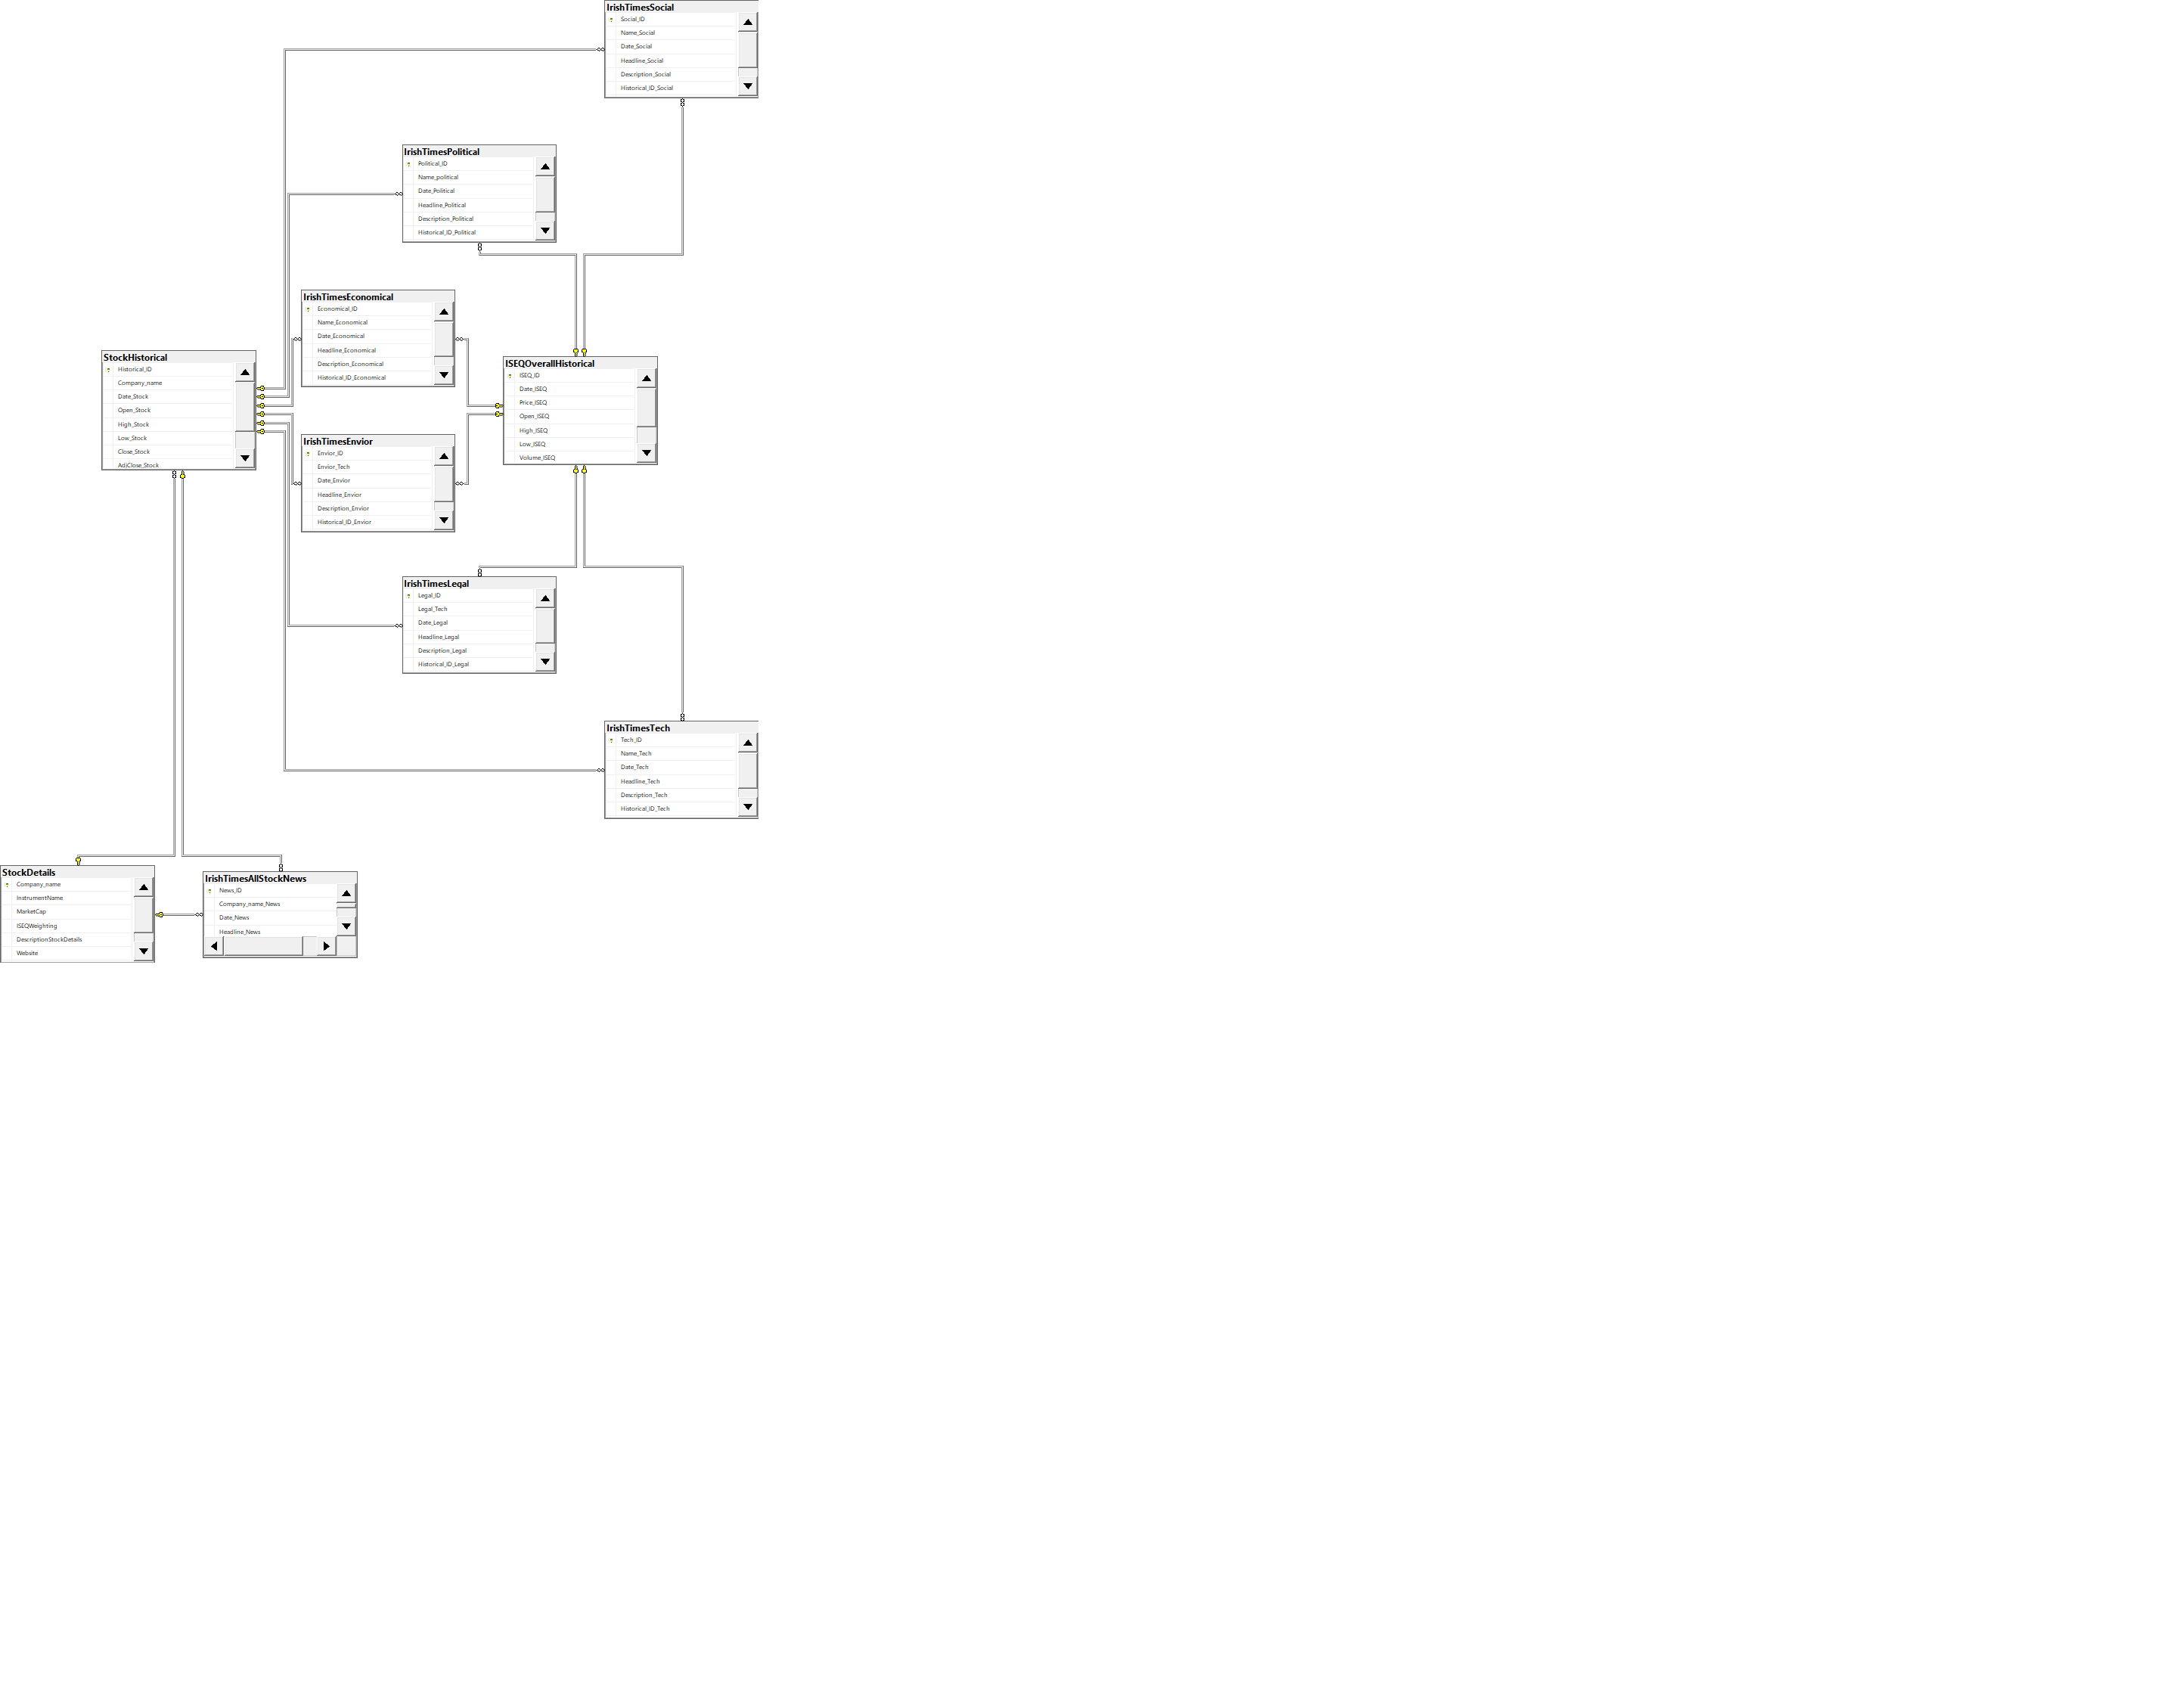 IrishTimesSocial
Social_ID
Name_Social
Date_Social
Headline_Social
Description_Social
Historical_ID_Social
IrishTimesPolitical
Political_ID
Name_political
Date_Political
Headline_Political
Description_Political
Historical_ID_Political
IrishTimesEconomical
Economical_ID
Name_Economical
Date_Economical
Headline_Economical
Description_Economical
Historical_ID_Economical
StockHistorical
Historical_ID
Company_name
Date_Stock
Open_Stock
High_Stock
Low_Stock
Close_Stock
AdjClose_Stock
ISEQOverallHistorical
ISEQ_ID
Date_ISEQ
Price_ISEQ
Open_ISEQ
High_ISEQ
Low_ISEQ
Volume_ISEQ
IrishTimesEnvior
Envior_ID
Envior_Tech
Date_Envior
Headline_Envior
Description_Envior
Historical_ID_Envior
IrishTimesLegal
Legal_ID
Legal_Tech
Date_Legal
Headline_Legal
Description_Legal
Historical_ID_Legal
IrishTimesTech
Tech_ID
Name_Tech
Date_Tech
Headline_Tech
Description_Tech
Historical_ID_Tech
StockDetails
Company_name
InstrumentName
MarketCap
ISEQWeighting
DescriptionStockDetails
Website
IrishTimesAllStockNews
News_ID
Company_name_News
Date_News
Headline_News